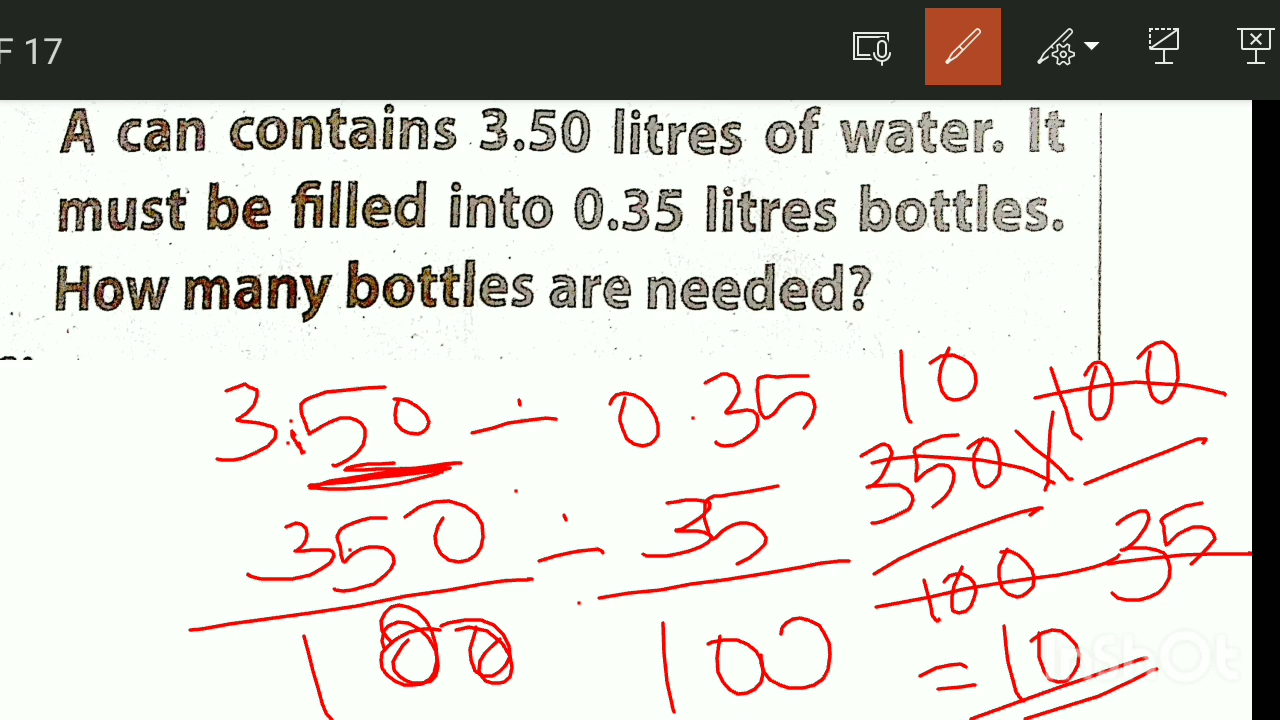 F 17
A can contains 3.50 litres of water. It
must be filled into 0.35 litres bottles.
How many bottles are needed?
3.50 ÷ 0.35
350/100 ÷ 35/100
10
350/100 × 100/35
= 10
InShOt